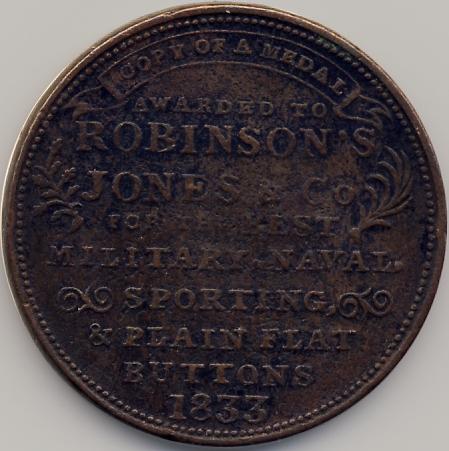 COPY OF A MEDAL
AWARDED TO
ROBINSON'S
JONES & Co
FOR THE BEST
MILITARY, NAVAL,
SPORTING,
& PLAIN FLAT
BUTTONS
1833